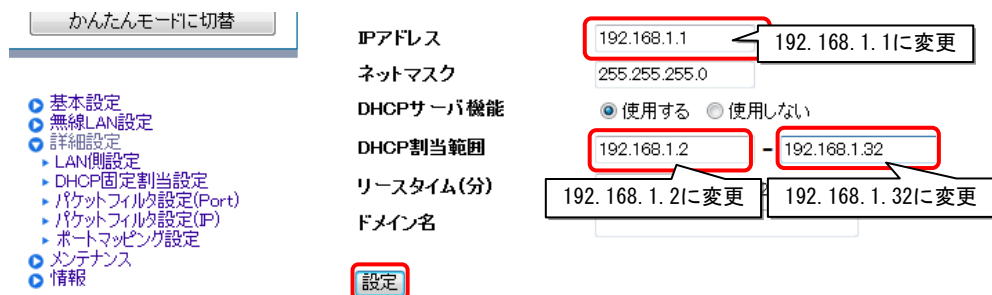 かんたんモードに切替
基本設定
無線LAN設定
詳細設定
LAN側設定
DHCP固定割当設定
パケットフィルタ設定(Port)
パケットフィルタ設定(IP)
ポートマッピング設定
メンテナンス
情報
IPアドレス 192.168.1.1 192.168.1.1に変更
ネットマスク 255.255.255.0
DHCPサーバ機能 使用する 使用しない
DHCP割当範囲 192.168.1.2 - 192.168.1.32
リースタイム(分) 192.168.1.2に変更 192.168.1.32に変更
ドメイン名
設定